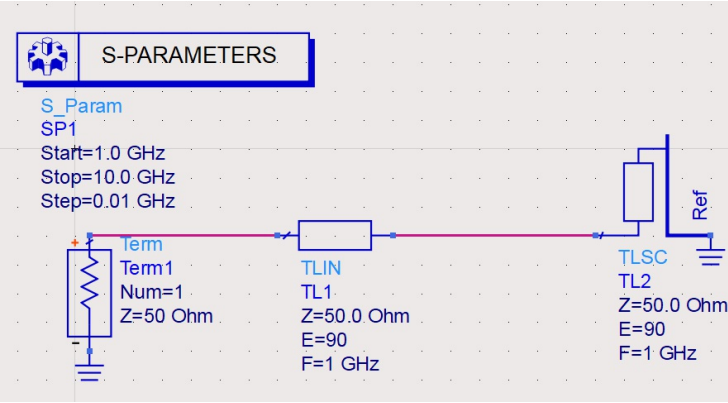 S-PARAMETERS
S_Param
SP1
Start=1.0 GHz
Stop=10.0 GHz
Step=0.01 GHz
+
Term
Term1
Num=1
Z=50 Ohm
-
TLIN
TL1
Z=50.0 Ohm
E=90
F=1 GHz
Ref
TLSC
TL2
Z=50.0 Ohm
E=90
F=1 GHz